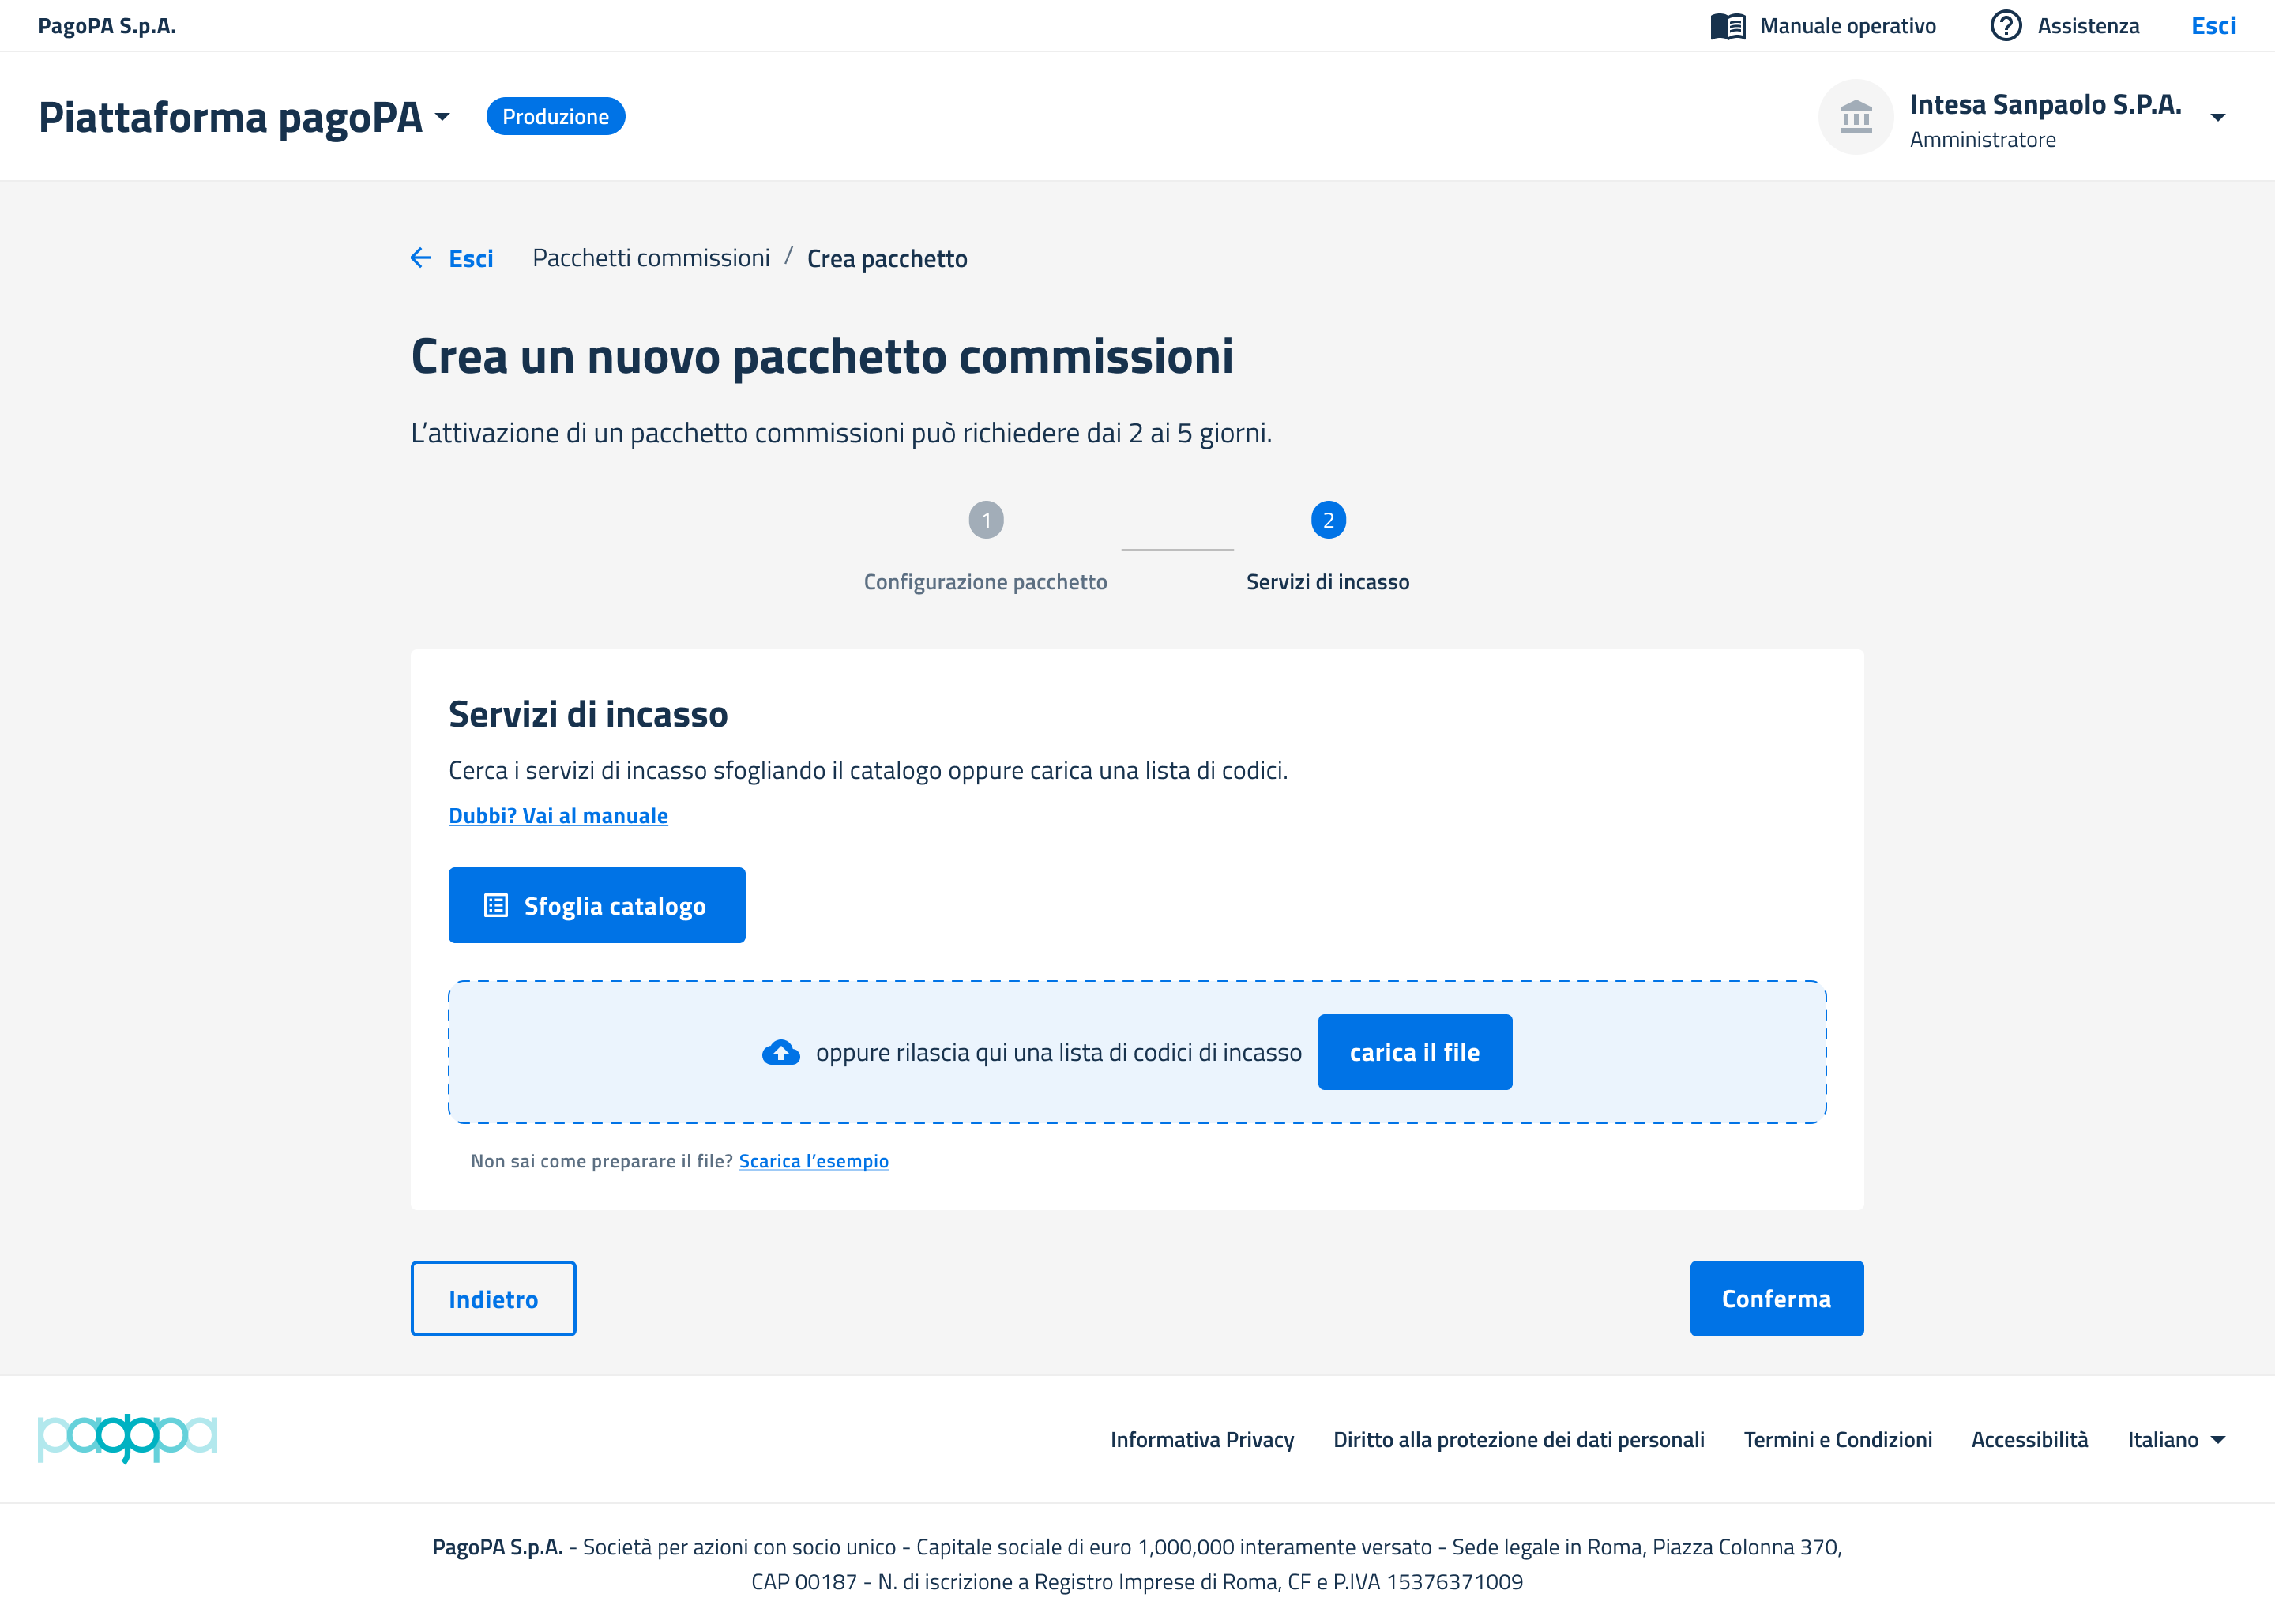 PagoPA S.p.A.
Manuale operativo
Assistenza
Esci
Piattaforma pagoPA
Produzione
Intesa Sanpaolo S.P.A.
Amministratore
Esci
Pacchetti commissioni / Crea pacchetto
Crea un nuovo pacchetto commissioni
L’attivazione di un pacchetto commissioni può richiedere dai 2 ai 5 giorni.
1
2
Configurazione pacchetto
Servizi di incasso
Servizi di incasso
Cerca i servizi di incasso sfogliando il catalogo oppure carica una lista di codici.
Dubbi? Vai al manuale
Sfoglia catalogo
oppure rilascia qui una lista di codici di incasso
carica il file
Non sai come preparare il file? Scarica l’esempio
Indietro
Conferma
pagopa
Informativa Privacy
Diritto alla protezione dei dati personali
Termini e Condizioni
Accessibilità
Italiano
PagoPA S.p.A. - Società per azioni con socio unico - Capitale sociale di euro 1,000,000 interamente versato - Sede legale in Roma, Piazza Colonna 370,
CAP 00187 - N. di iscrizione a Registro Imprese di Roma, CF e P.IVA 15376371009